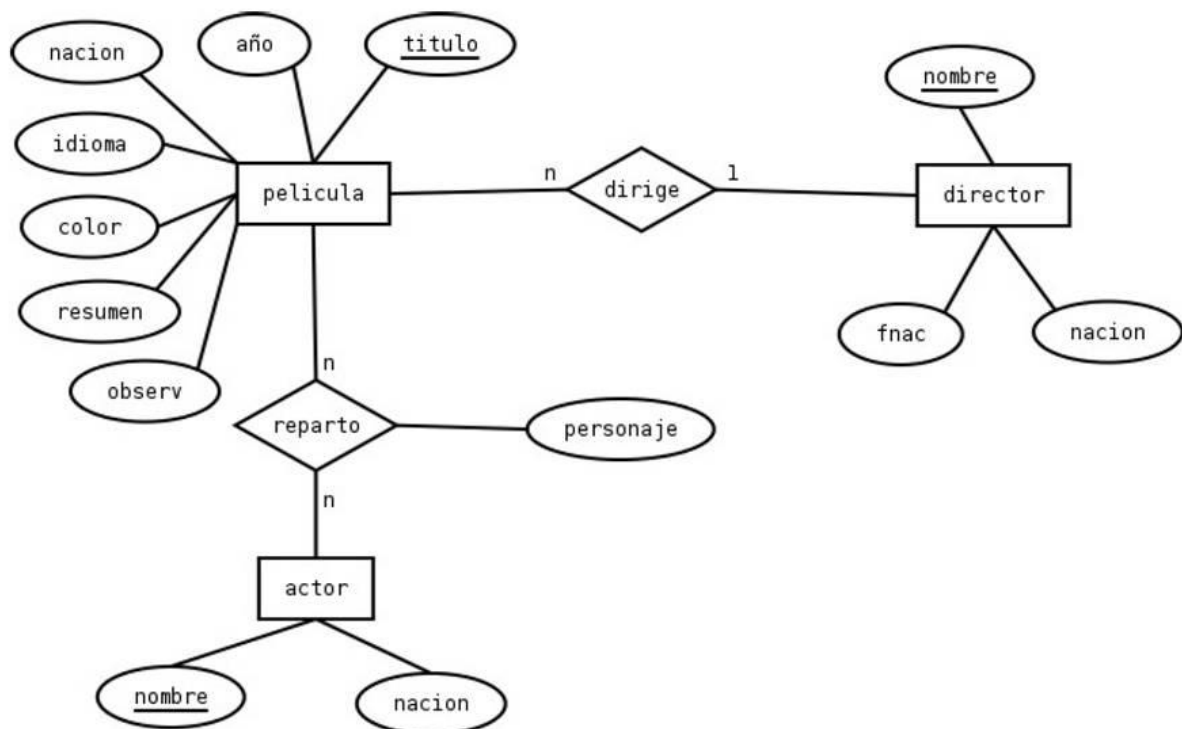 nacion
año
titulo
nombre
idioma
pelicula
n
dirige
1
director
color
resumen
fnac
nacion
observ
n
reparto
personaje
n
actor
nombre
nacion